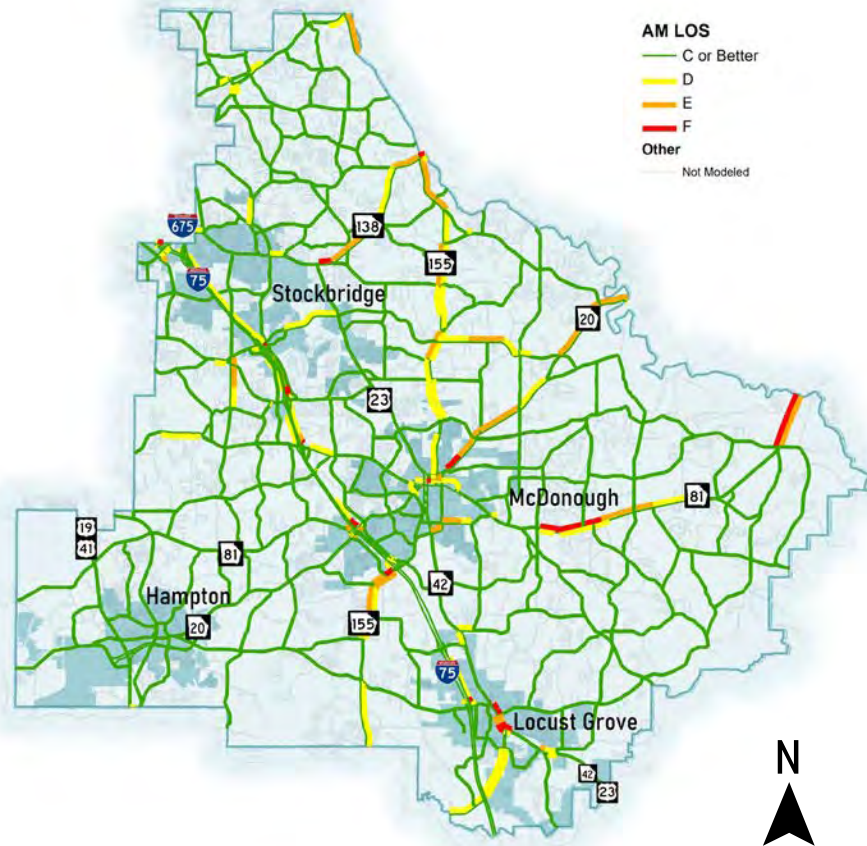 AM LOS
C or Better
D
E
F
Other
Not Modeled
675
138
75
155
Stockbridge
20
23
McDonough
81
19
41
81
Hampton
42
20
155
75
Locust Grove
42
23
N